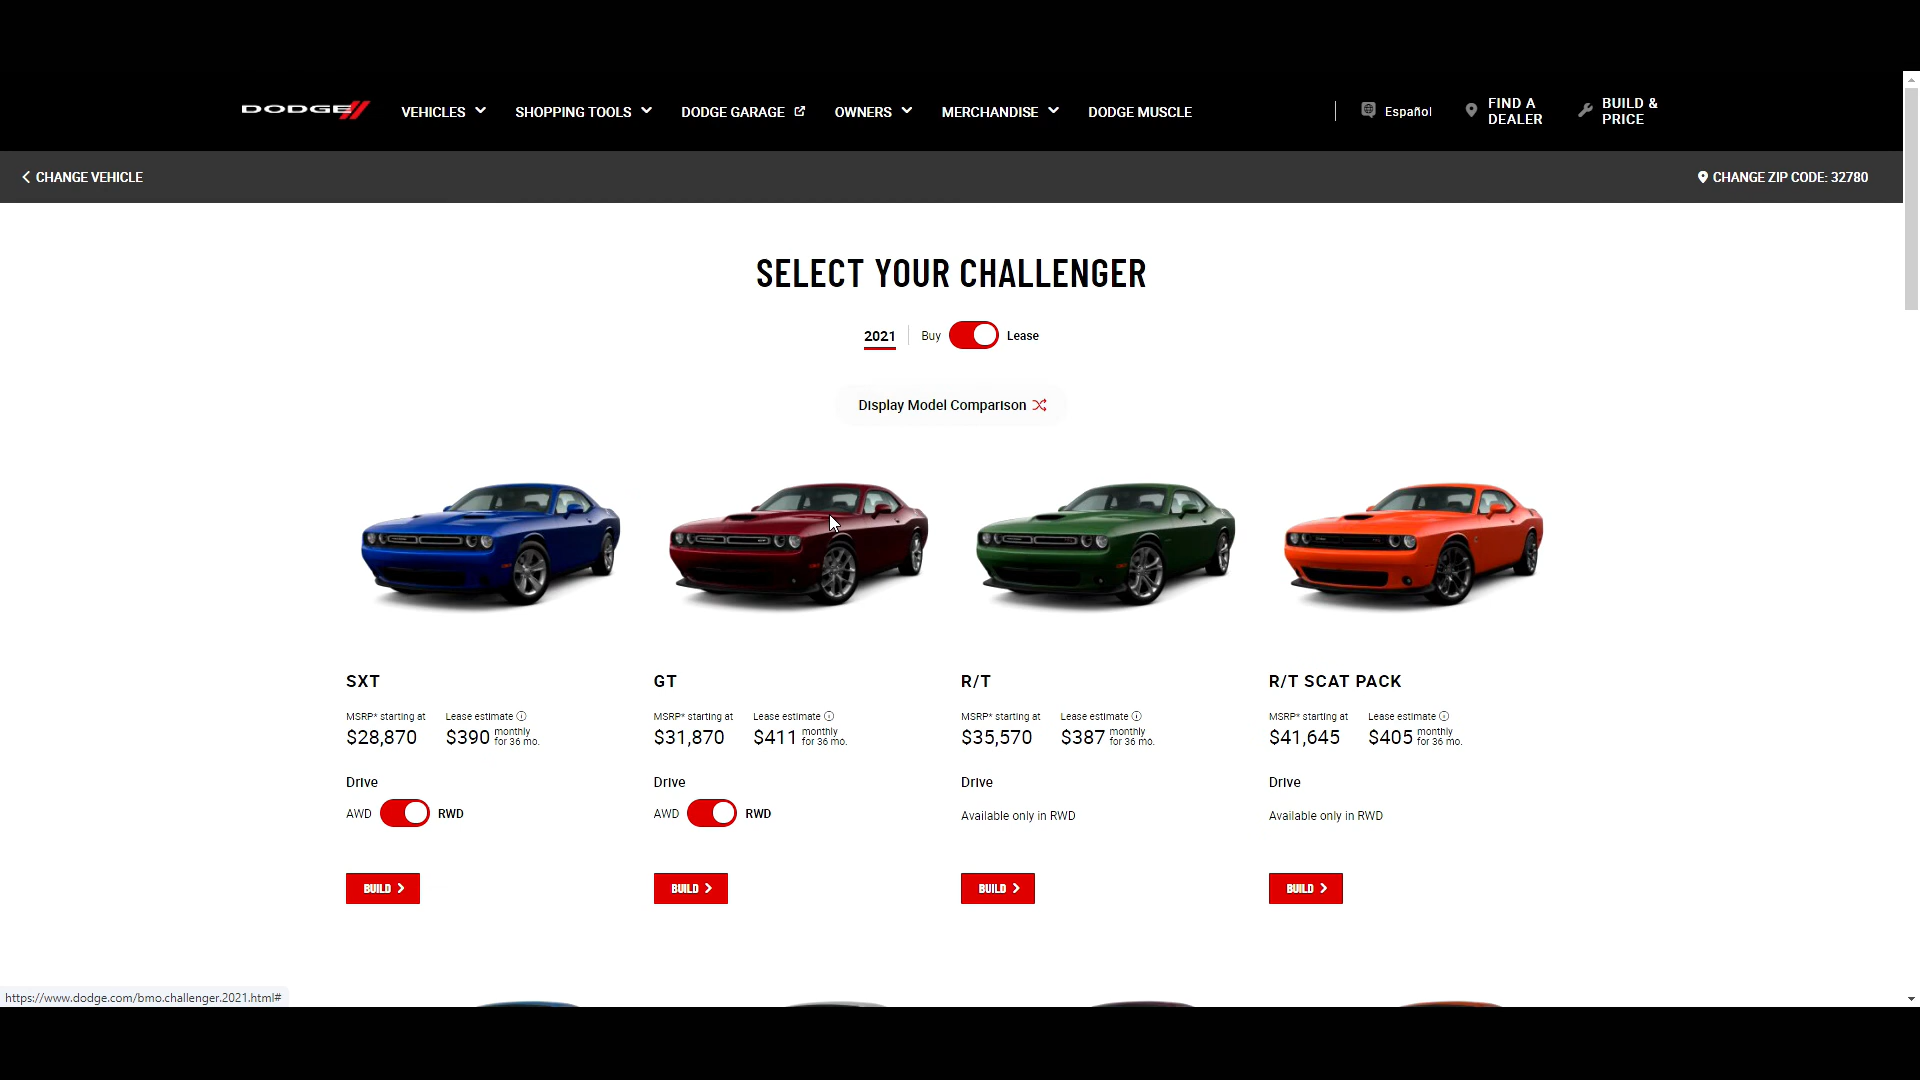 DODGE
VEHICLES
SHOPPING TOOLS
DODGE GARAGE
OWNERS
MERCHANDISE
DODGE MUSCLE
Español
FIND A
DEALER
BUILD &
PRICE
CHANGE VEHICLE
CHANGE ZIP CODE: 32780
SELECT YOUR CHALLENGER
2021
Buy
Lease
Display Model Comparison
SXT
MSRP* starting at
$28,870
Lease estimate
$390 monthly
for 36 mo.
Drive
AWD
RWD
BUILD
GT
MSRP* starting at
$31,870
Lease estimate
$411 monthly
for 36 mo.
Drive
AWD
RWD
BUILD
R/T
MSRP* starting at
$35,570
Lease estimate
$387 monthly
for 36 mo.
Drive
Available only in RWD
BUILD
R/T SCAT PACK
MSRP* starting at
$41,645
Lease estimate
$405 monthly
for 36 mo.
Drive
Available only in RWD
BUILD
https://www.dodge.com/bmo.challenger.2021.html#